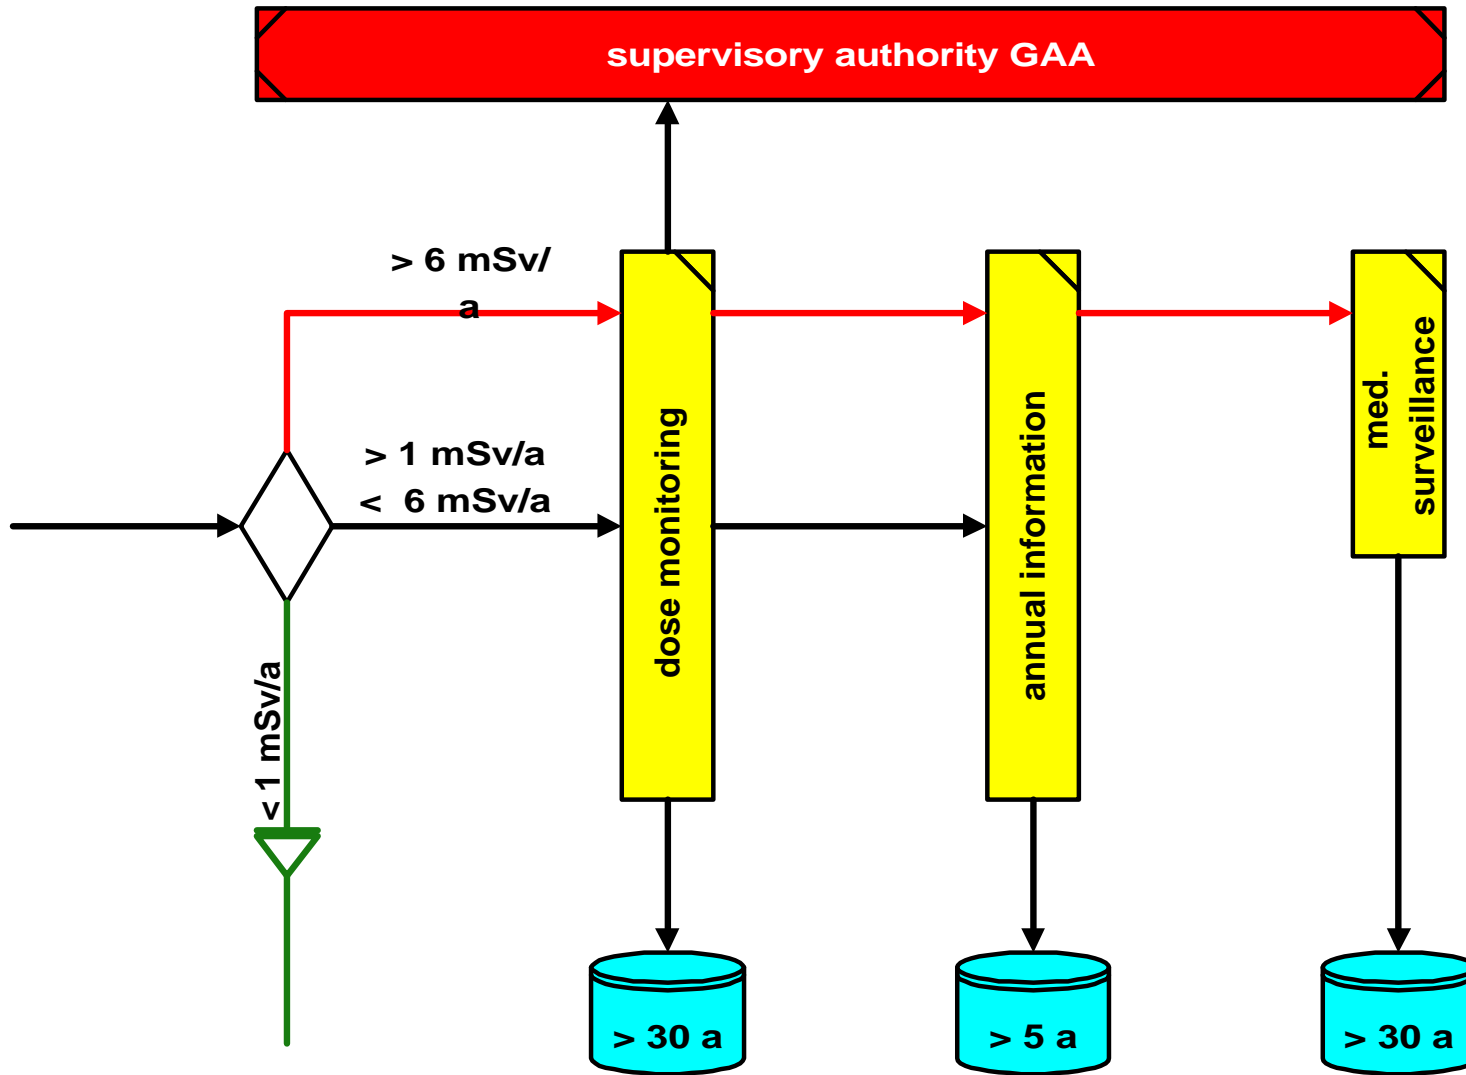 supervisory authority GAA
> 6 mSv/
a
> 1 mSv/a
<  6 mSv/a
< 1 mSv/a
dose monitoring
annual information
med.
surveillance
> 30 a
> 5 a
> 30 a